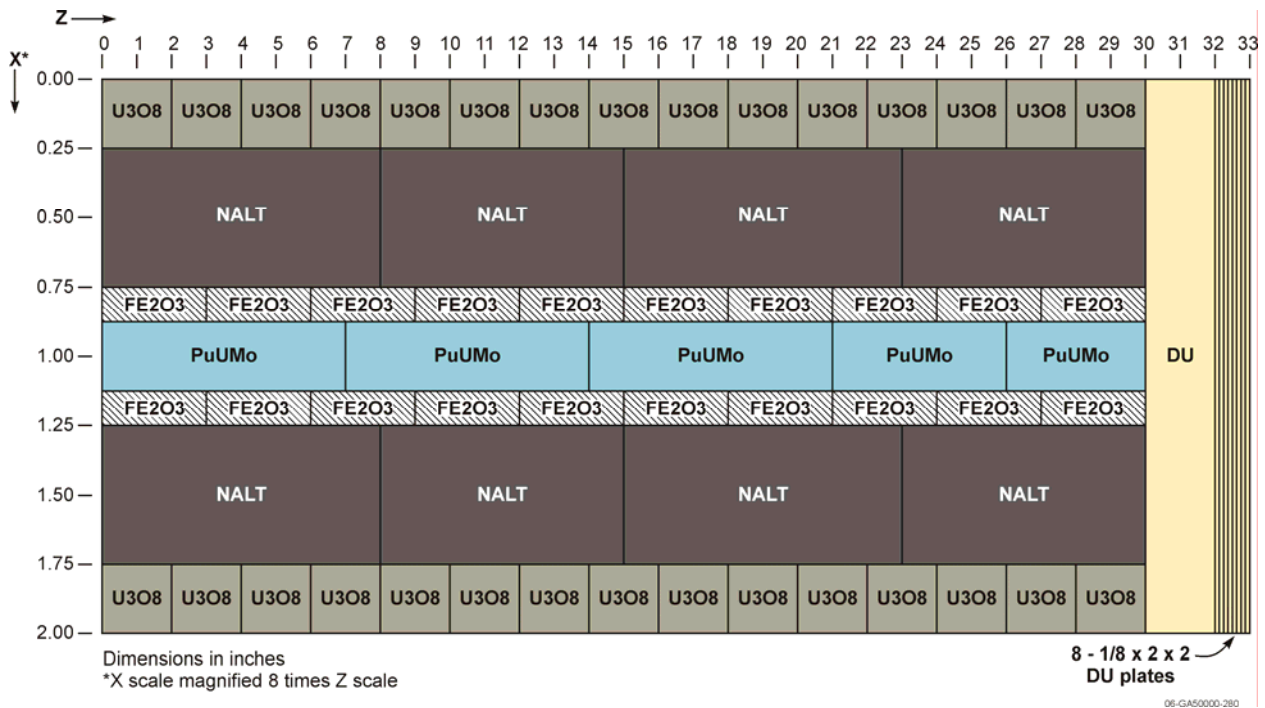 Z
0 1 2 3 4 5 6 7 8 9 10 11 12 13 14 15 16 17 18 19 20 21 22 23 24 25 26 27 28 29 30 31 32 33
X*
0.00
U3O8 U3O8 U3O8 U3O8 U3O8 U3O8 U3O8 U3O8 U3O8 U3O8 U3O8 U3O8 U3O8 U3O8 U3O8
0.25
0.50 NALT NALT NALT NALT
0.75
FE2O3 FE2O3 FE2O3 FE2O3 FE2O3 FE2O3 FE2O3 FE2O3 FE2O3 FE2O3
1.00 PuUMo PuUMo PuUMo PuUMo PuUMo DU
FE2O3 FE2O3 FE2O3 FE2O3 FE2O3 FE2O3 FE2O3 FE2O3 FE2O3 FE2O3
1.25
1.50 NALT NALT NALT NALT
1.75
U3O8 U3O8 U3O8 U3O8 U3O8 U3O8 U3O8 U3O8 U3O8 U3O8 U3O8 U3O8 U3O8 U3O8 U3O8
2.00
Dimensions in inches
*X scale magnified 8 times Z scale
8 - 1/8 x 2 x 2
DU plates
06-GA50000-280